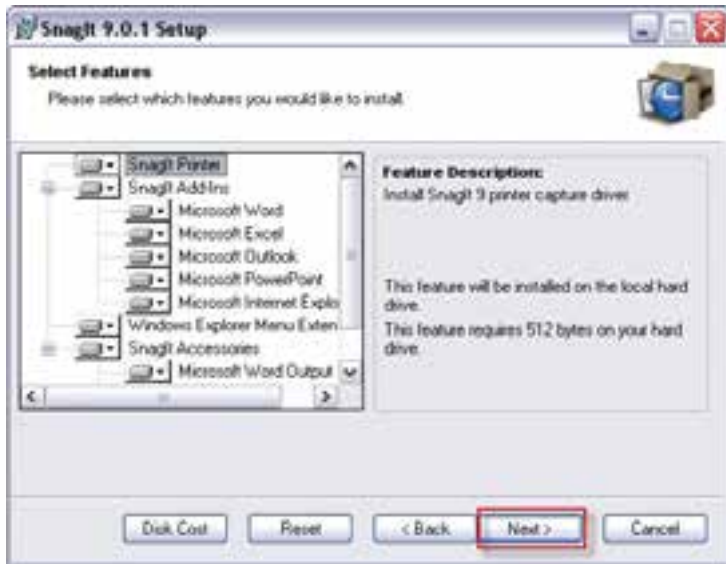 SnagIt 9.0.1 Setup
Select Features
Please select which features you would like to install.
SnagIt Printer
SnagIt Add-Ins
Microsoft Word
Microsoft Excel
Microsoft Outlook
Microsoft PowerPoint
Microsoft Internet Explo
Windows Explorer Menu Exten
SnagIt Accessories
Microsoft Word Output
Feature Description:
Install SnagIt 9 printer capture driver
This feature will be installed on the local hard
drive.
This feature requires 512 bytes on your hard
drive.
Disk Cost
Reset
< Back
Next >
Cancel